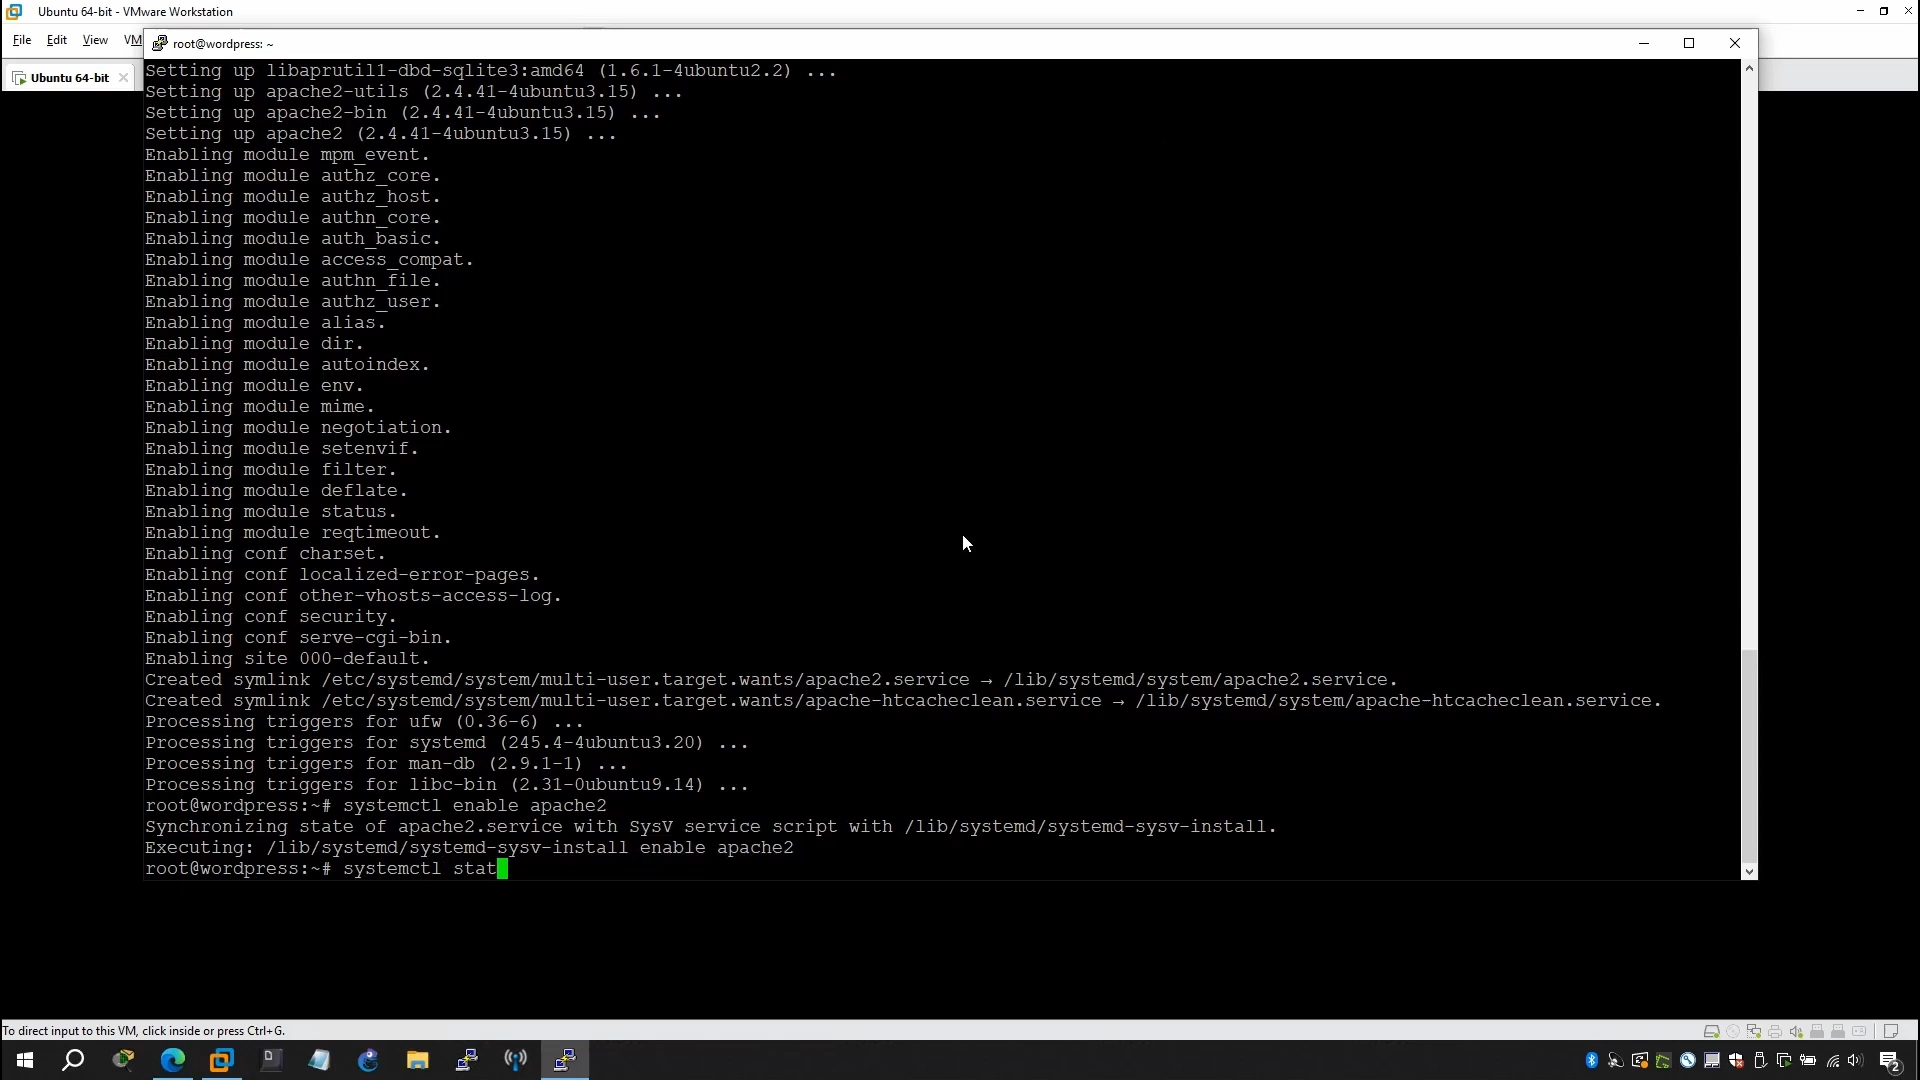 Ubuntu 64-bit - VMware Workstation
File Edit View VM
root@wordpress: ~
Ubuntu 64-bit
Setting up libaprutil1-dbd-sqlite3:amd64 (1.6.1-4ubuntu2.2) ...
Setting up apache2-utils (2.4.41-4ubuntu3.15) ...
Setting up apache2-bin (2.4.41-4ubuntu3.15) ...
Setting up apache2 (2.4.41-4ubuntu3.15) ...
Enabling module mpm_event.
Enabling module authz_core.
Enabling module authz_host.
Enabling module authn_core.
Enabling module auth_basic.
Enabling module access_compat.
Enabling module authn_file.
Enabling module authz_user.
Enabling module alias.
Enabling module dir.
Enabling module autoindex.
Enabling module env.
Enabling module mime.
Enabling module negotiation.
Enabling module setenvif.
Enabling module filter.
Enabling module deflate.
Enabling module status.
Enabling module reqtimeout.
Enabling conf charset.
Enabling conf localized-error-pages.
Enabling conf other-vhosts-access-log.
Enabling conf security.
Enabling conf serve-cgi-bin.
Enabling site 000-default.
Created symlink /etc/systemd/system/multi-user.target.wants/apache2.service → /lib/systemd/system/apache2.service.
Created symlink /etc/systemd/system/multi-user.target.wants/apache-htcacheclean.service → /lib/systemd/system/apache-htcacheclean.service.
Processing triggers for ufw (0.36-6) ...
Processing triggers for systemd (245.4-4ubuntu3.20) ...
Processing triggers for man-db (2.9.1-1) ...
Processing triggers for libc-bin (2.31-0ubuntu9.14) ...
root@wordpress:~# systemctl enable apache2
Synchronizing state of apache2.service with SysV service script with /lib/systemd/systemd-sysv-install.
Executing: /lib/systemd/systemd-sysv-install enable apache2
root@wordpress:~# systemctl stat
To direct input to this VM, click inside or press Ctrl+G.
D
2